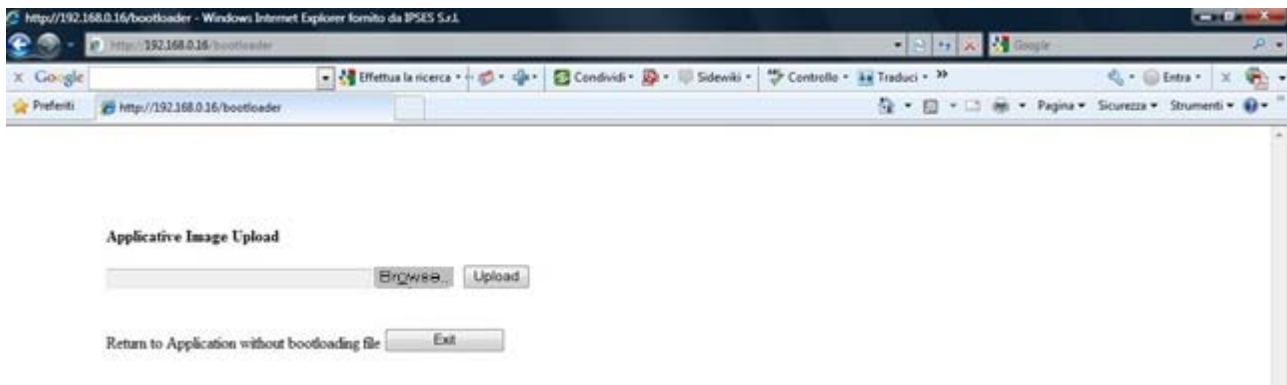 http://192.168.0.16/bootloader - Windows Internet Explorer fornito da IPSES S.r.l.
http://192.168.0.16/bootloader Google
x Google Effettua la ricerca Condividi Sidewiki Controllo Traduci » Entra x
Preferiti http://192.168.0.16/bootloader Pagina Sicurezza Strumenti »
Applicative Image Upload
Browse... Upload
Return to Application without bootloading file Exit